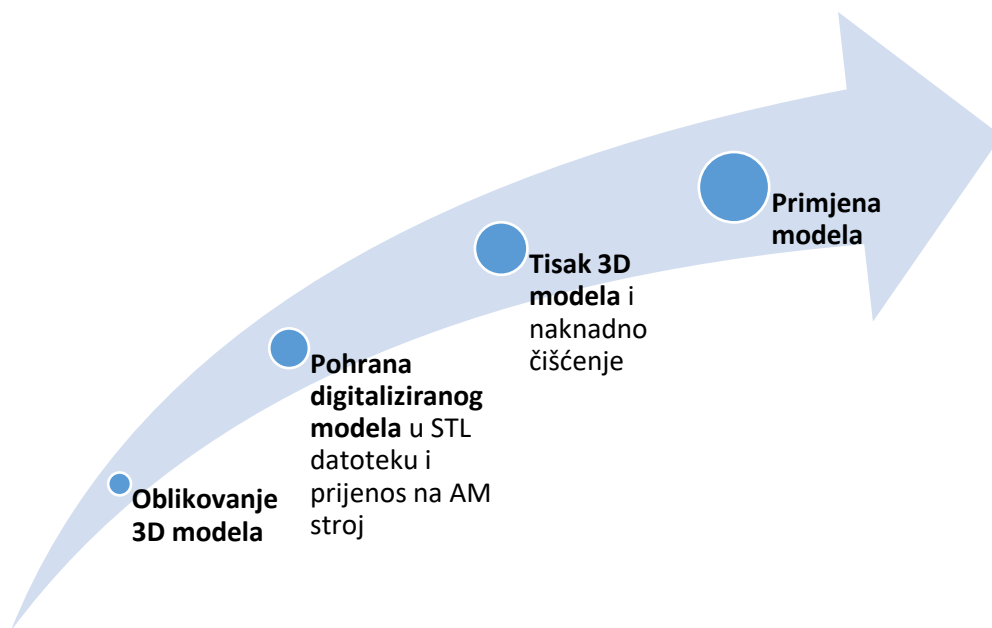 Oblikovanje
3D modela
Pohrana
digitaliziranog
modela u STL
datoteku i
prijenos na AM
stroj
Tisak 3D
modela i
naknadno
čišćenje
Primjena
modela